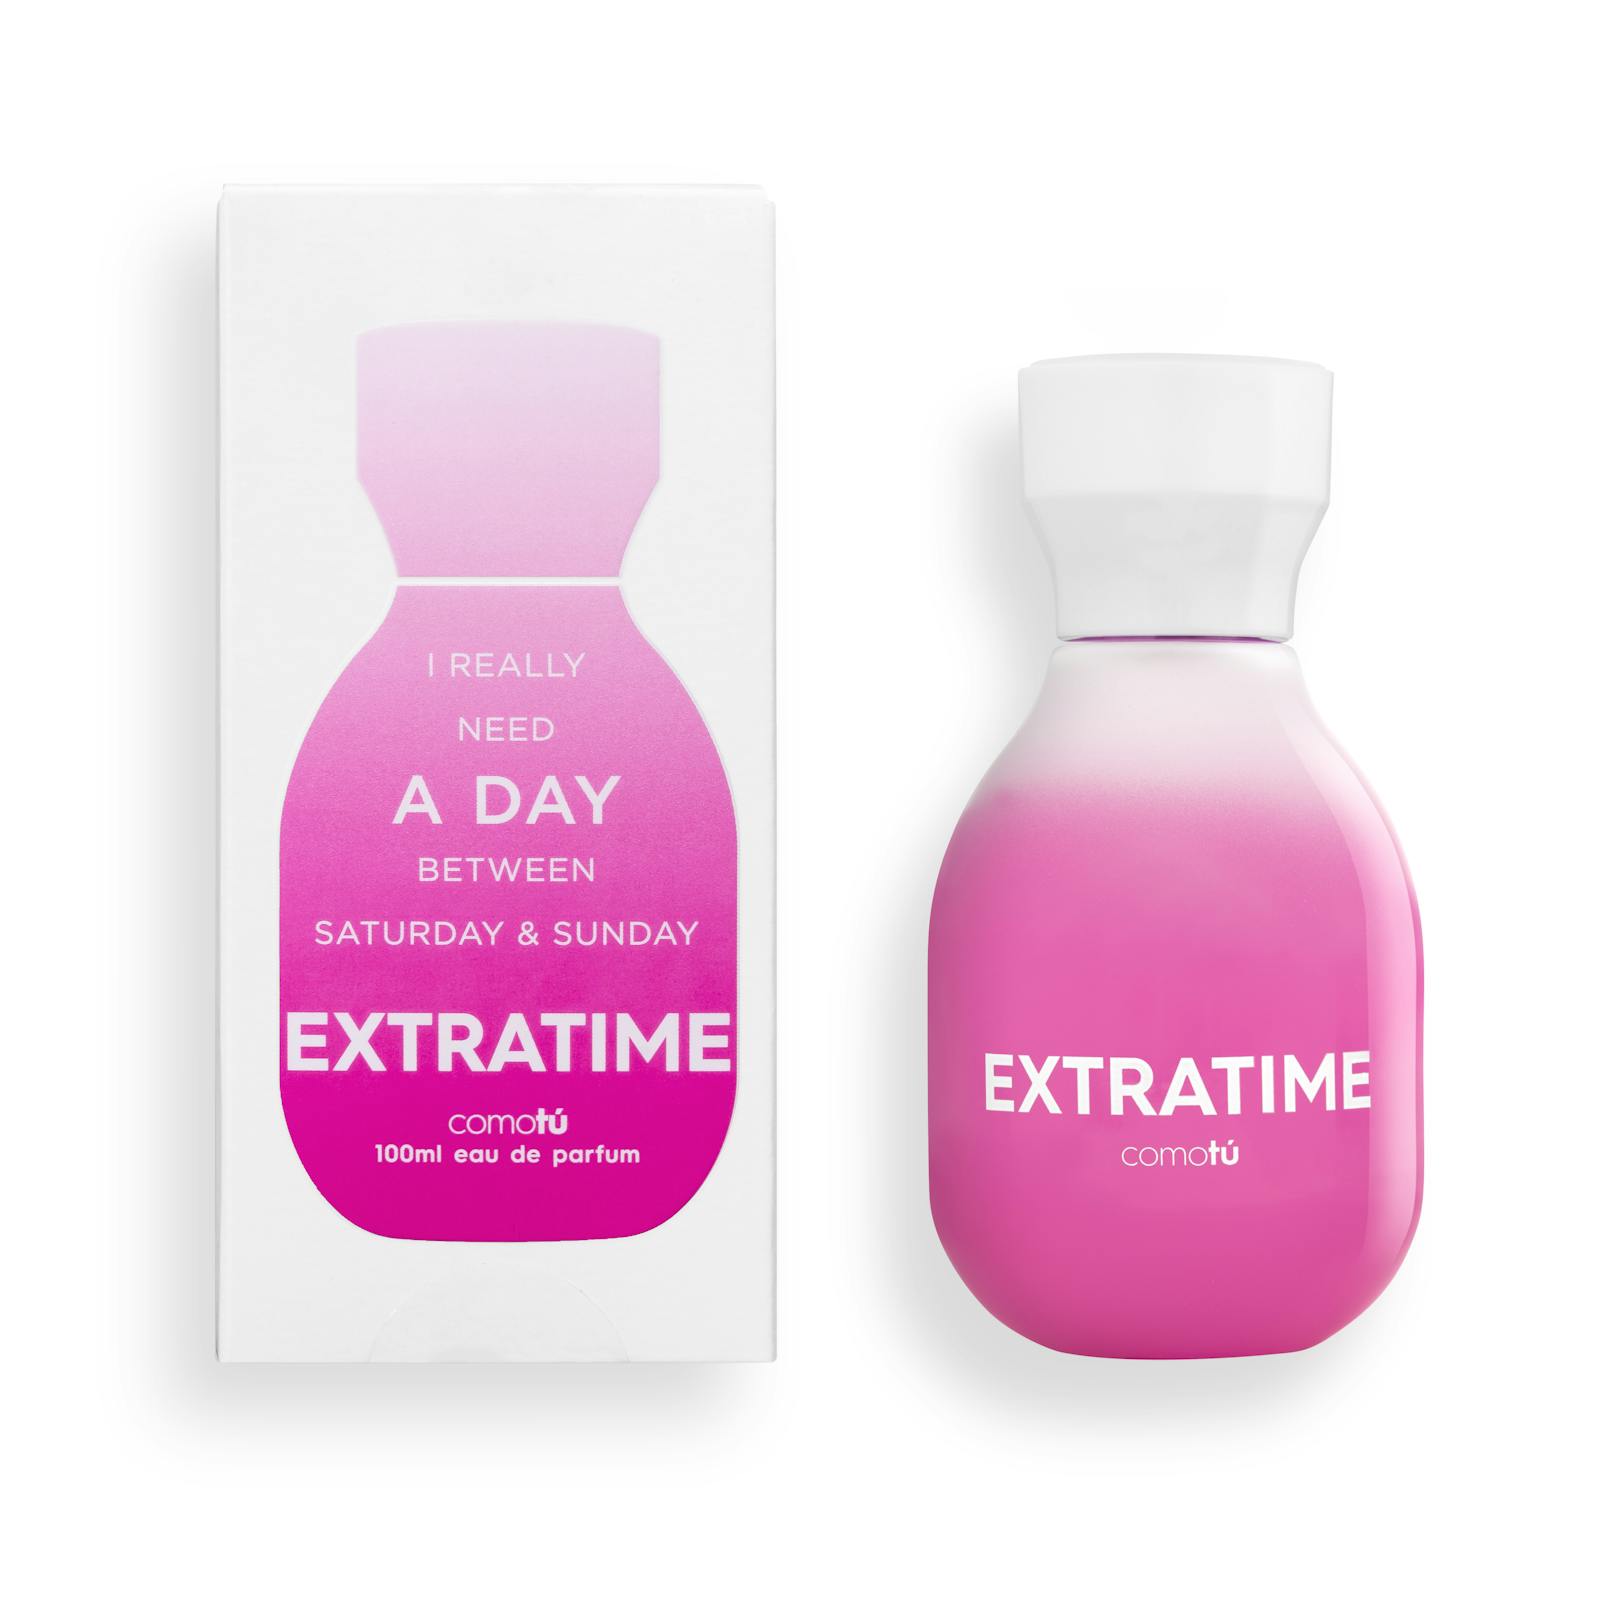 I REALLY
NEED
A DAY
BETWEEN
SATURDAY & SUNDAY
EXTRATIME
comotú
100ml eau de parfum
EXTRATIME
comotú